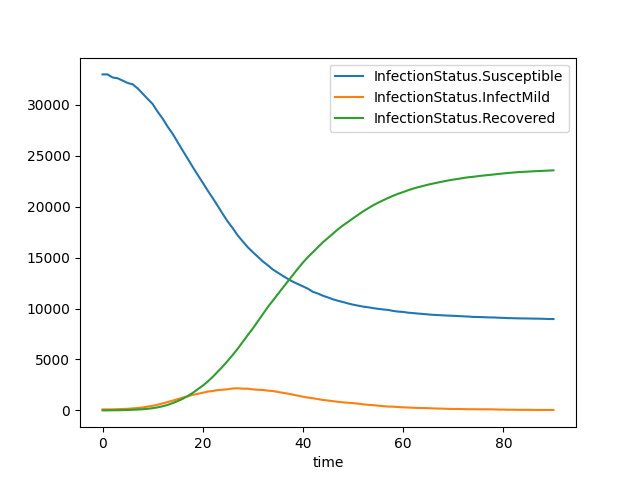 InfectionStatus.Susceptible
InfectionStatus.InfectMild
InfectionStatus.Recovered
30000
25000
20000
15000
10000
5000
0
0 20 40 60 80
time